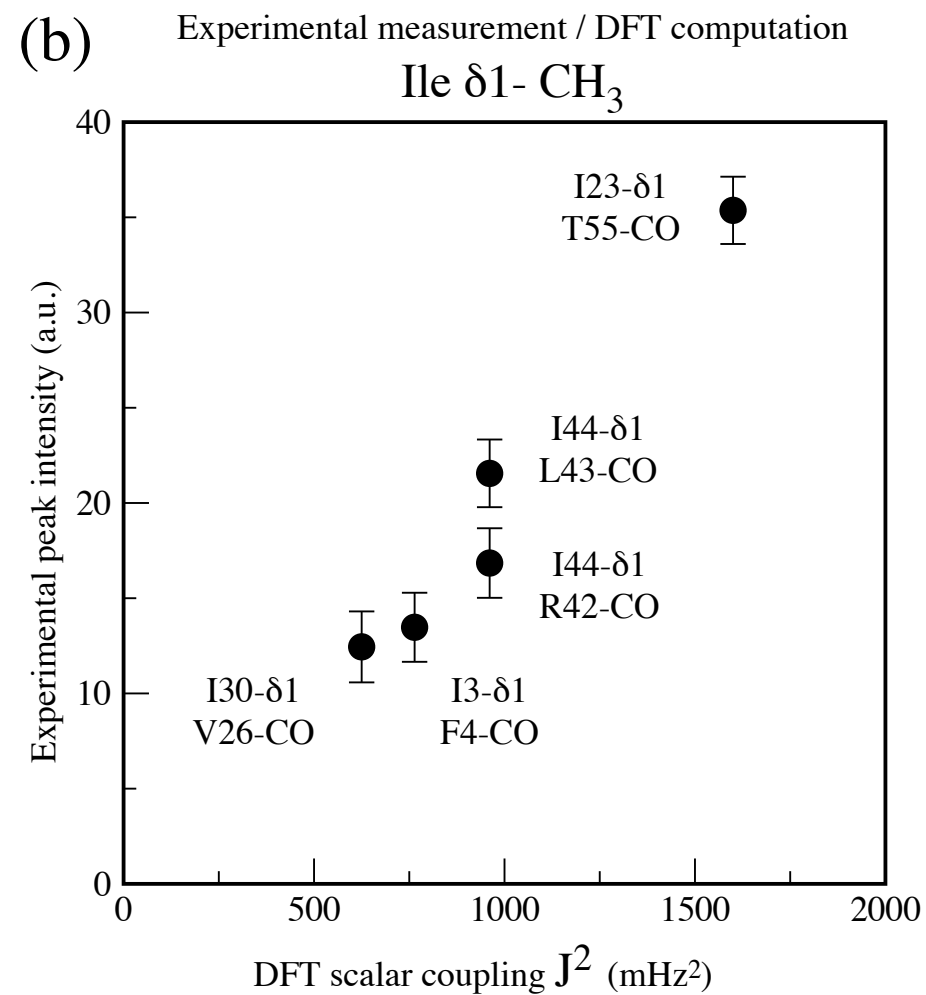 (b)
Experimental measurement / DFT computation
Ile δ1- CH₃
Experimental peak intensity (a.u.)
40
30
20
10
0
I23-δ1
T55-CO
I44-δ1
L43-CO
I44-δ1
R42-CO
I30-δ1
V26-CO
I3-δ1
F4-CO
0 500 1000 1500 2000
DFT scalar coupling J² (mHz²)